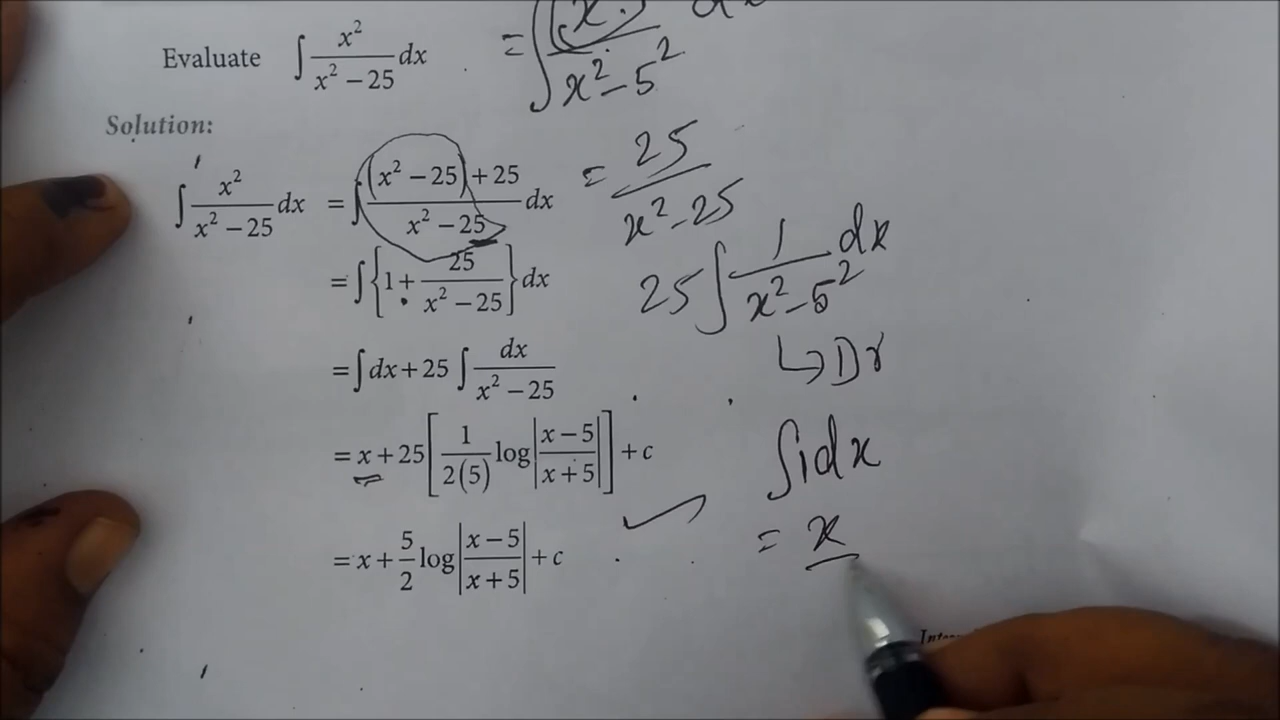 Evaluate ∫ x²/(x² − 25) dx
= ∫ (x.)/(x² − 5²)
Solution:
∫ x²/(x² − 25) dx = ∫ ((x² − 25) + 25)/(x² − 25) dx
= 25/(x² − 25)
= ∫ {1 + 25/(x² − 25)} dx
25 ∫ 1/(x² − 5²) dx
= ∫ dx + 25 ∫ dx/(x² − 25)
↳ Dr
= x + 25 [1/2(5) log |(x − 5)/(x + 5)|] + c
∫ 1 dx
= x
= x + 5/2 log |(x − 5)/(x + 5)| + c